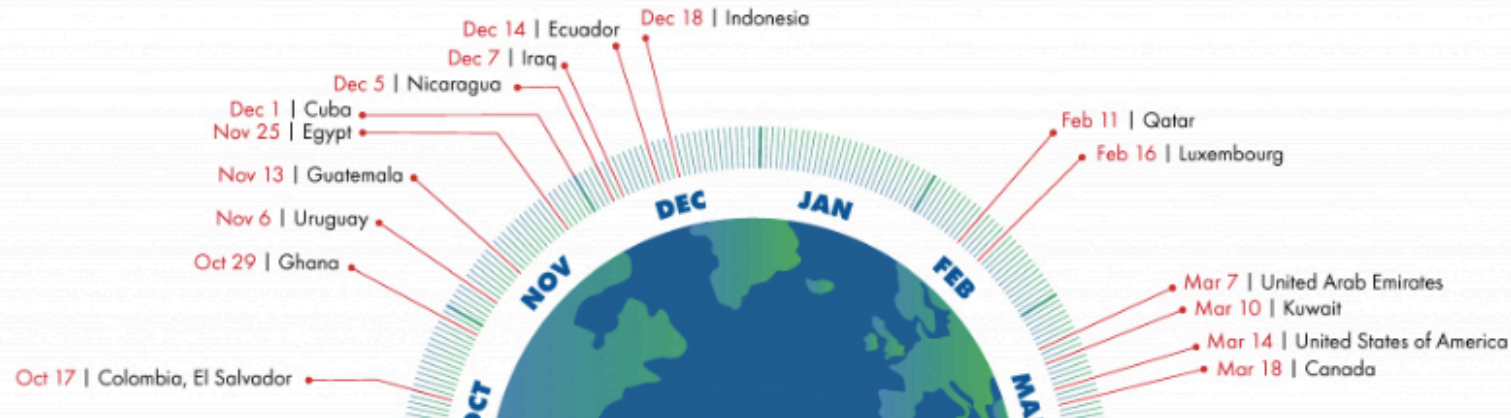 Dec 18 | Indonesia
Dec 14 | Ecuador
Dec 7 | Iraq
Dec 5 | Nicaragua
Dec 1 | Cuba
Nov 25 | Egypt
Nov 13 | Guatemala
Nov 6 | Uruguay
Oct 29 | Ghana
Oct 17 | Colombia, El Salvador
OCT
NOV
DEC
JAN
FEB
MA
Feb 11 | Qatar
Feb 16 | Luxembourg
Mar 7 | United Arab Emirates
Mar 10 | Kuwait
Mar 14 | United States of America
Mar 18 | Canada